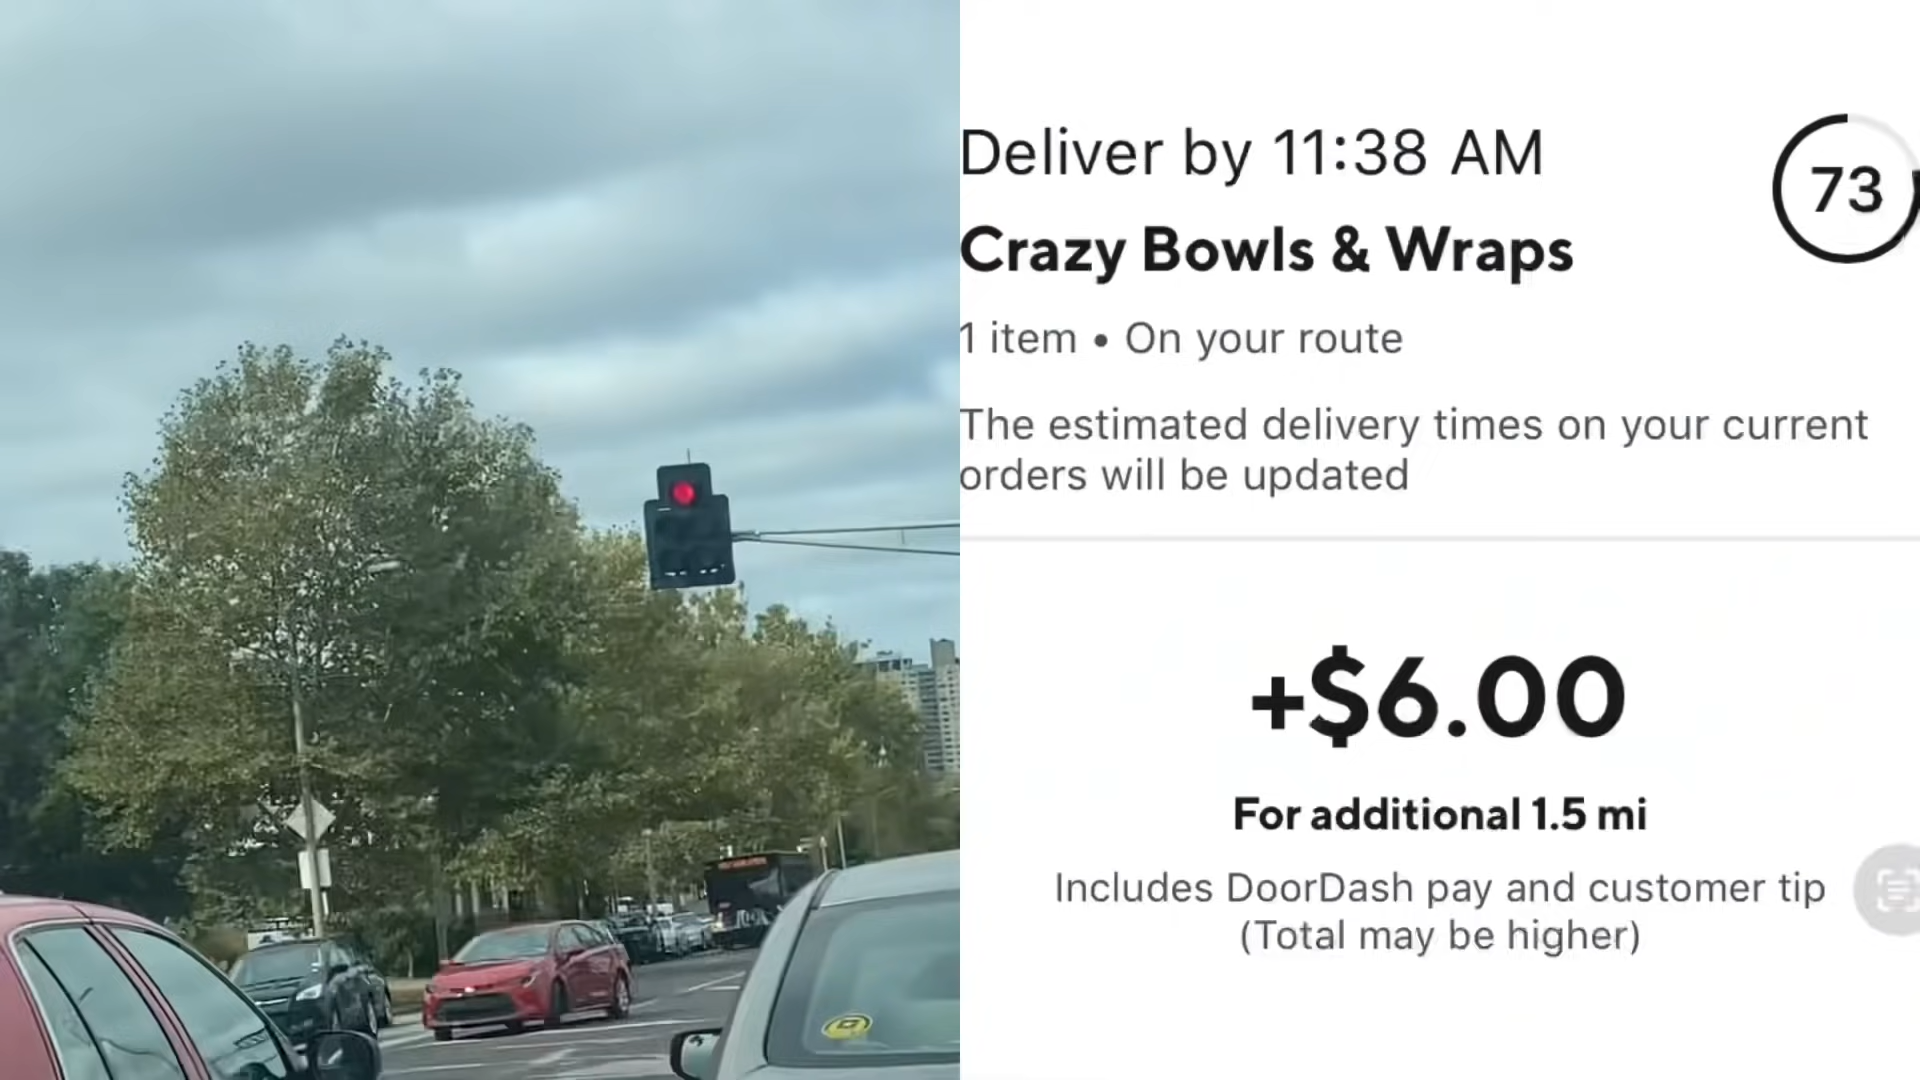 Deliver by 11:38 AM
73
Crazy Bowls & Wraps
1 item • On your route
The estimated delivery times on your current
orders will be updated
+$6.00
For additional 1.5 mi
Includes DoorDash pay and customer tip
(Total may be higher)